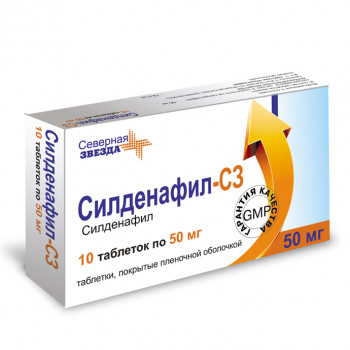 Северная
ЗВЕЗДА
Силденафил-СЗ
Силденафил
10 таблеток по 50 мг
таблетки, покрытые пленочной оболочкой
ГАРАНТИЯ КАЧЕСТВА
GMP
50 мг
Силденафил-СЗ
10 таблеток по 50 мг